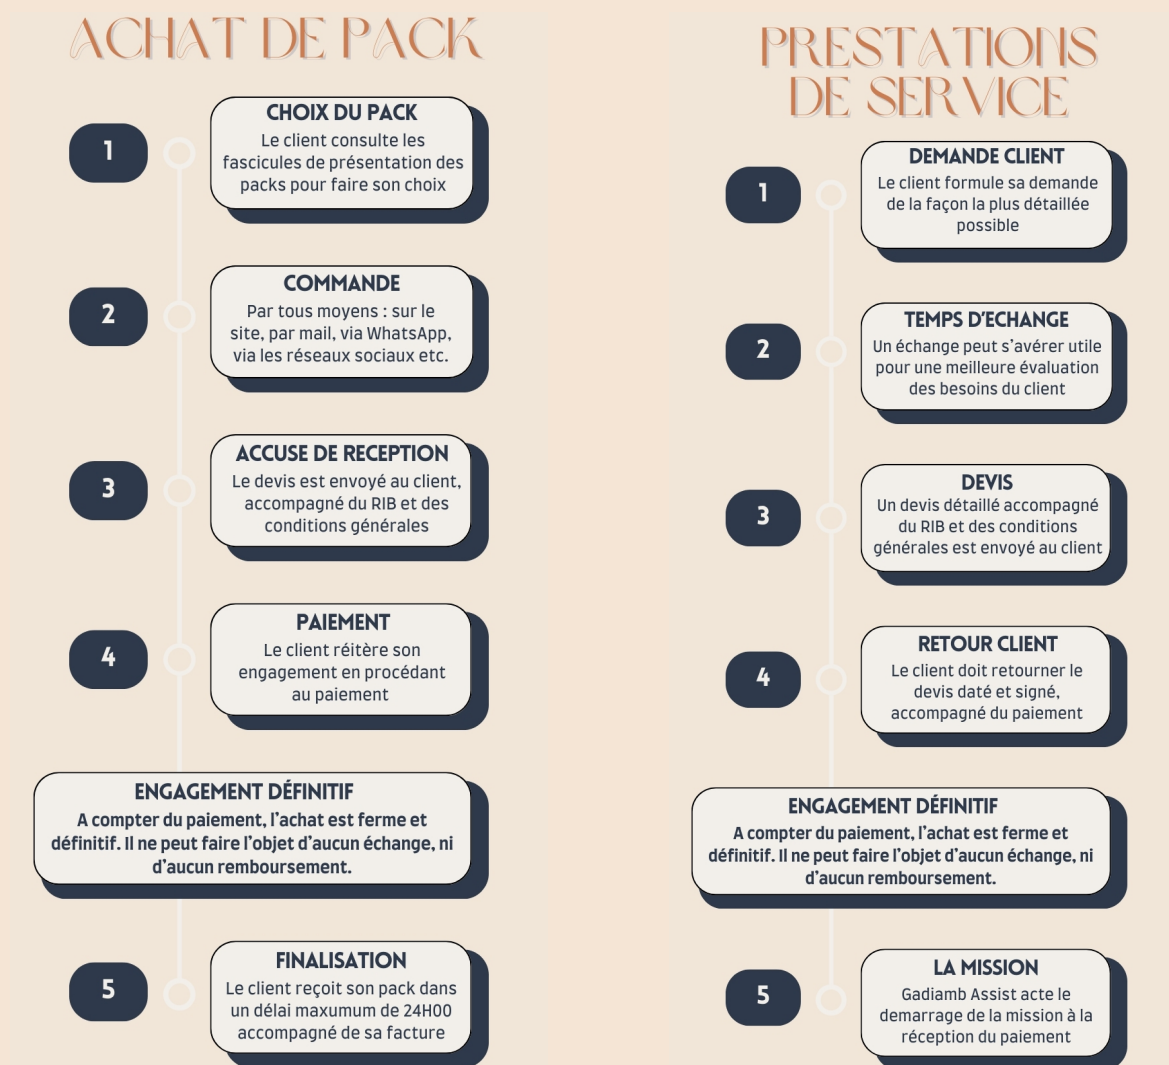 ACHAT DE PACK
1
CHOIX DU PACK
Le client consulte les
fascicules de présentation des
packs pour faire son choix
2
COMMANDE
Par tous moyens : sur le
site, par mail, via WhatsApp,
via les réseaux sociaux etc.
3
ACCUSE DE RECEPTION
Le devis est envoyé au client,
accompagné du RIB et des
conditions générales
4
PAIEMENT
Le client réitère son
engagement en procédant
au paiement
ENGAGEMENT DÉFINITIF
A compter du paiement, l'achat est ferme et
définitif. Il ne peut faire l'objet d'aucun échange, ni
d'aucun remboursement.
5
FINALISATION
Le client reçoit son pack dans
un délai maxumum de 24H00
accompagné de sa facture
PRESTATIONS
DE SERVICE
1
DEMANDE CLIENT
Le client formule sa demande
de la façon la plus détaillée
possible
2
TEMPS D'ECHANGE
Un échange peut s'avérer utile
pour une meilleure évaluation
des besoins du client
3
DEVIS
Un devis détaillé accompagné
du RIB et des conditions
générales est envoyé au client
4
RETOUR CLIENT
Le client doit retourner le
devis daté et signé,
accompagné du paiement
ENGAGEMENT DÉFINITIF
A compter du paiement, l'achat est ferme et
définitif. Il ne peut faire l'objet d'aucun échange, ni
d'aucun remboursement.
5
LA MISSION
Gadiamb Assist acte le
demarrage de la mission à la
réception du paiement